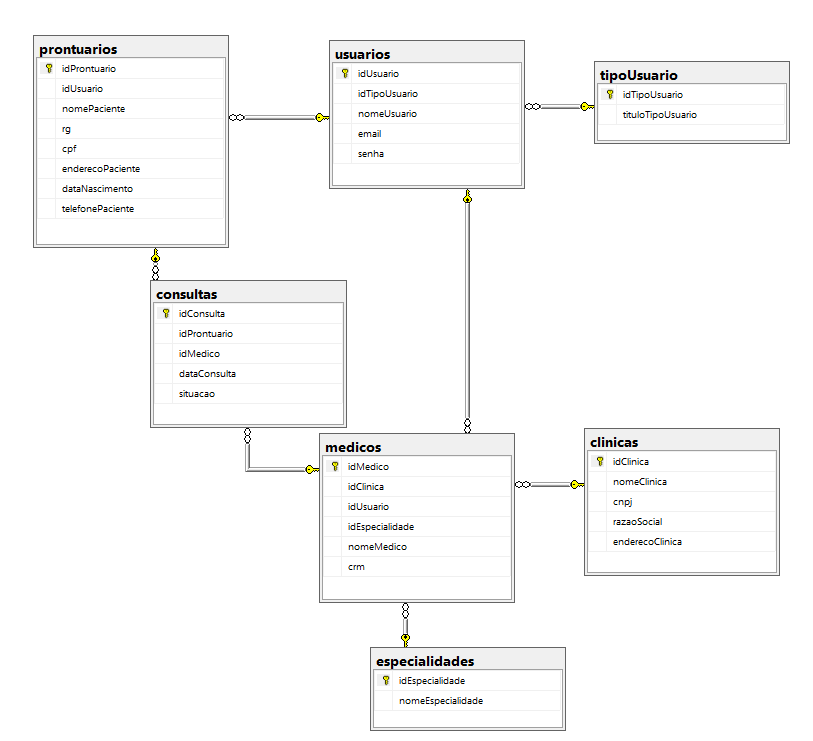 prontuarios
idProntuario
idUsuario
nomePaciente
rg
cpf
enderecoPaciente
dataNascimento
telefonePaciente
usuarios
idUsuario
idTipoUsuario
nomeUsuario
email
senha
tipoUsuario
idTipoUsuario
tituloTipoUsuario
consultas
idConsulta
idProntuario
idMedico
dataConsulta
situacao
medicos
idMedico
idClinica
idUsuario
idEspecialidade
nomeMedico
crm
clinicas
idClinica
nomeClinica
cnpj
razaoSocial
enderecoClinica
especialidades
idEspecialidade
nomeEspecialidade